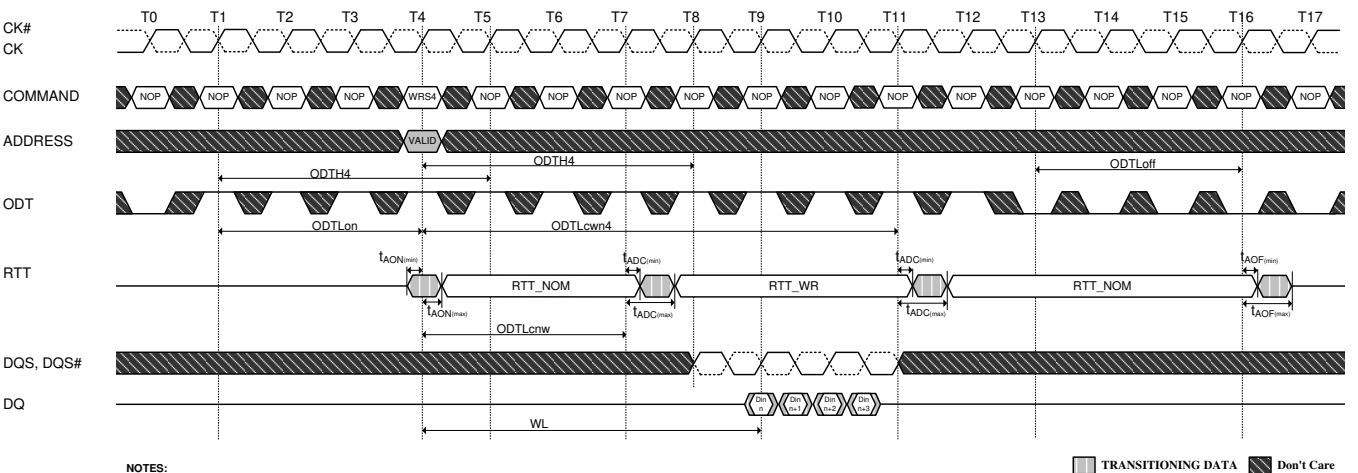 T0 T1 T2 T3 T4 T5 T6 T7 T8 T9 T10 T11 T12 T13 T14 T15 T16 T17
CK#
CK
COMMAND NOP NOP NOP NOP WRS4 NOP NOP NOP NOP NOP NOP NOP NOP NOP NOP NOP NOP NOP
ADDRESS VALID
ODTH4 ODTLoff
ODTH4
ODT
ODTLon ODTLcwn4
tAON(min) tADC(min) tADC(min) tAOF(min)
RTT
RTT_NOM RTT_WR RTT_NOM
tAON(max) tADC(max) tADC(max) tAOF(max)
ODTLcnw
DQS, DQS#
DQ Din n Din n+1 Din n+2 Din n+3
WL
NOTES: TRANSITIONING DATA Don't Care